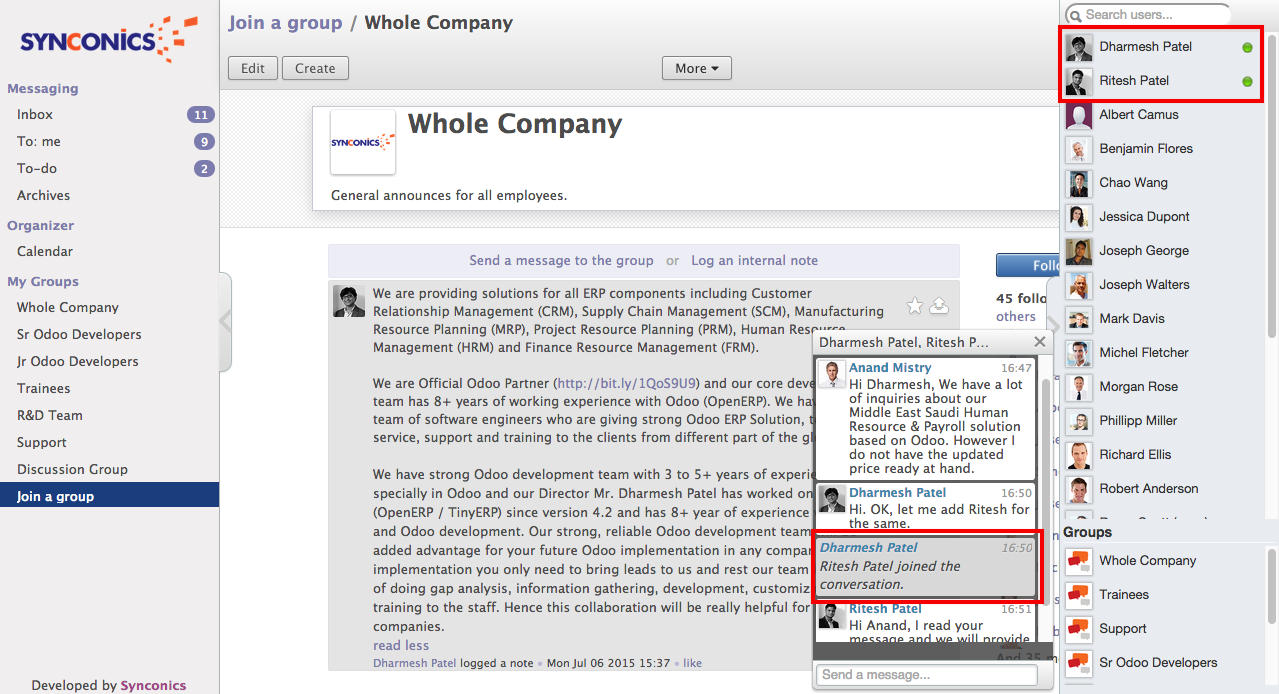 SYNCONICS
Messaging
Inbox 11
To: me 9
To-do 2
Archives
Organizer
Calendar
My Groups
Whole Company
Sr Odoo Developers
Jr Odoo Developers
Trainees
R&D Team
Support
Discussion Group
Join a group
Developed by Synconics
Join a group / Whole Company
Edit Create More
SYNCONICS
Whole Company
General announces for all employees.
Send a message to the group or Log an internal note
We are providing solutions for all ERP components including Customer
Relationship Management (CRM), Supply Chain Management (SCM), Manufacturing
Resource Planning (MRP), Project Resource Planning (PRM), Human Resource
Management (HRM) and Finance Resource Management (FRM).
We are Official Odoo Partner (http://bit.ly/1QoS9U9) and our core deve
team has 8+ years of working experience with Odoo (OpenERP). We hav
team of software engineers who are giving strong Odoo ERP Solution, t
service, support and training to the clients from different part of the gl
We have strong Odoo development team with 3 to 5+ years of experie
specially in Odoo and our Director Mr. Dharmesh Patel has worked on
(OpenERP / TinyERP) since version 4.2 and has 8+ year of experience
and Odoo development. Our strong, reliable Odoo development team
added advantage for your future Odoo implementation in any compan
implementation you only need to bring leads to us and rest our team
of doing gap analysis, information gathering, development, customiz
training to the staff. Hence this collaboration will be really helpful for
companies.
read less
Dharmesh Patel logged a note • Mon Jul 06 2015 15:37 • like
Follo
45 follo
others
And 35 m
Dharmesh Patel, Ritesh P...
Anand Mistry 16:47
Hi Dharmesh, We have a lot
of inquiries about our
Middle East Saudi Human
Resource & Payroll solution
based on Odoo. However I
do not have the updated
price ready at hand.
Dharmesh Patel 16:50
Hi. OK, let me add Ritesh for
the same.
Dharmesh Patel 16:50
Ritesh Patel joined the
conversation.
Ritesh Patel 16:51
Hi Anand, I read your
message and we will provide
Send a message...
Search users...
Dharmesh Patel
Ritesh Patel
Albert Camus
Benjamin Flores
Chao Wang
Jessica Dupont
Joseph George
Joseph Walters
Mark Davis
Michel Fletcher
Morgan Rose
Phillipp Miller
Richard Ellis
Robert Anderson
Groups
Whole Company
Trainees
Support
Sr Odoo Developers